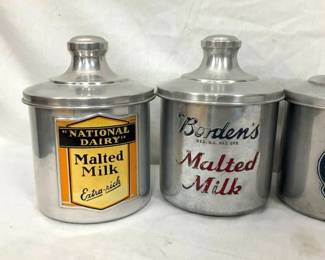 "NATIONAL
DAIRY"
Malted
Milk
Extra-rich
Borden's
REG. U.S. PAT. OFF.
Malted
Milk